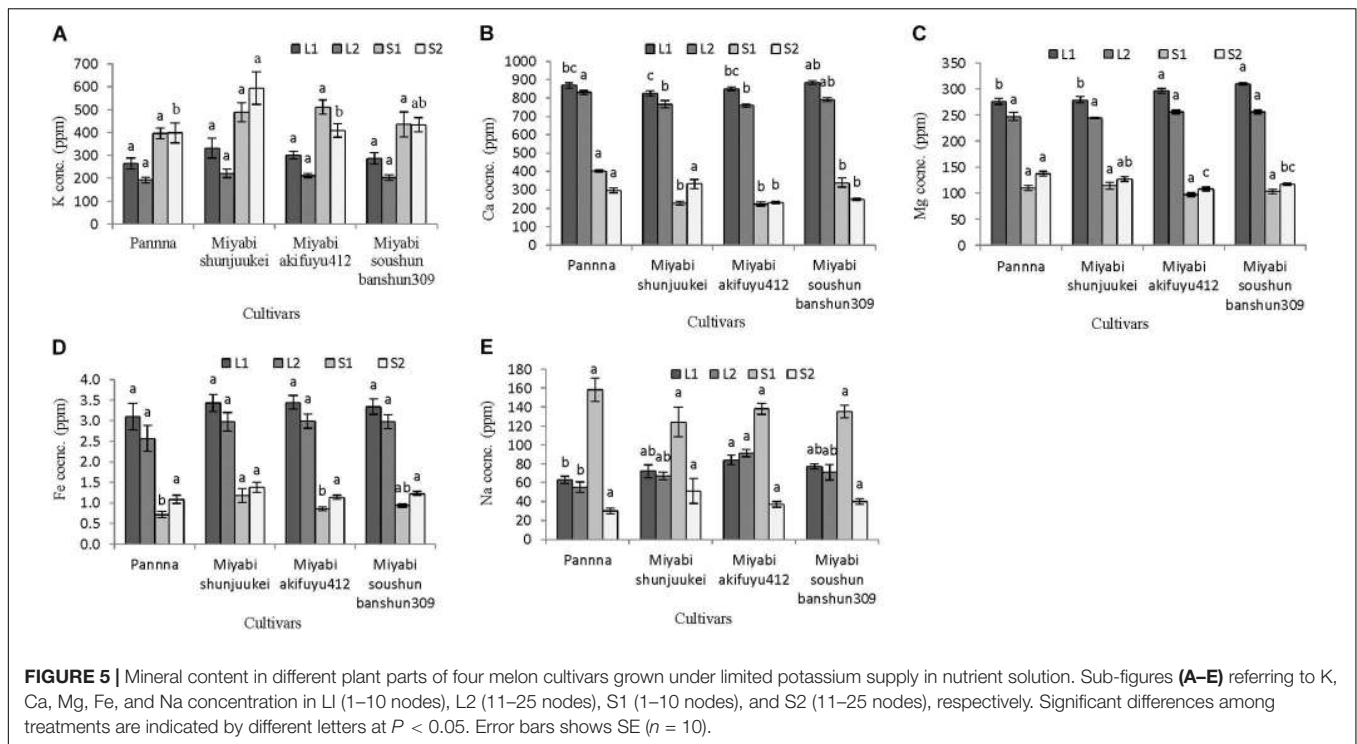 A
L1 L2 S1 S2
K conc. (ppm)
700
600
500
400
300
200
100
0
a a a b
a a a a
a a a b
a a a ab
Pannna
Miyabi shunjuukei
Miyabi akifuyu412
Miyabi soushun banshun309
Cultivars
B
L1 L2 S1 S2
Ca cocnc. (ppm)
1000
900
800
700
600
500
400
300
200
100
0
bc a a a
c b b a
bc b b b
ab ab b b
Pannna
Miyabi shunjuukei
Miyabi akifuyu412
Miyabi soushun banshun309
Cultivars
C
L1 L2 S1 S2
Mg cocnc. (ppm)
350
300
250
200
150
100
50
0
b a a a
b a a ab
a a a c
a a a bc
Pannna
Miyabi shunjuukei
Miyabi akifuyu412
Miyabi soushun banshun309
Cultivars
D
L1 L2 S1 S2
Fe cocnc. (ppm)
4.0
3.5
3.0
2.5
2.0
1.5
1.0
0.5
0.0
a a b a
a a a a
a a b a
a a ab a
Pannna
Miyabi shunjuukei
Miyabi akifuyu412
Miyabi soushun banshun309
Cultivars
E
L1 L2 S1 S2
Na cocnc. (ppm)
180
160
140
120
100
80
60
40
20
0
b b a a
ab ab a a
a a a a
ab ab a a
Pannna
Miyabi shunjuukei
Miyabi akifuyu412
Miyabi soushun banshun309
Cultivars
FIGURE 5 | Mineral content in different plant parts of four melon cultivars grown under limited potassium supply in nutrient solution. Sub-figures (A–E) referring to K,
Ca, Mg, Fe, and Na concentration in LI (1–10 nodes), L2 (11–25 nodes), S1 (1–10 nodes), and S2 (11–25 nodes), respectively. Significant differences among
treatments are indicated by different letters at P < 0.05. Error bars shows SE (n = 10).